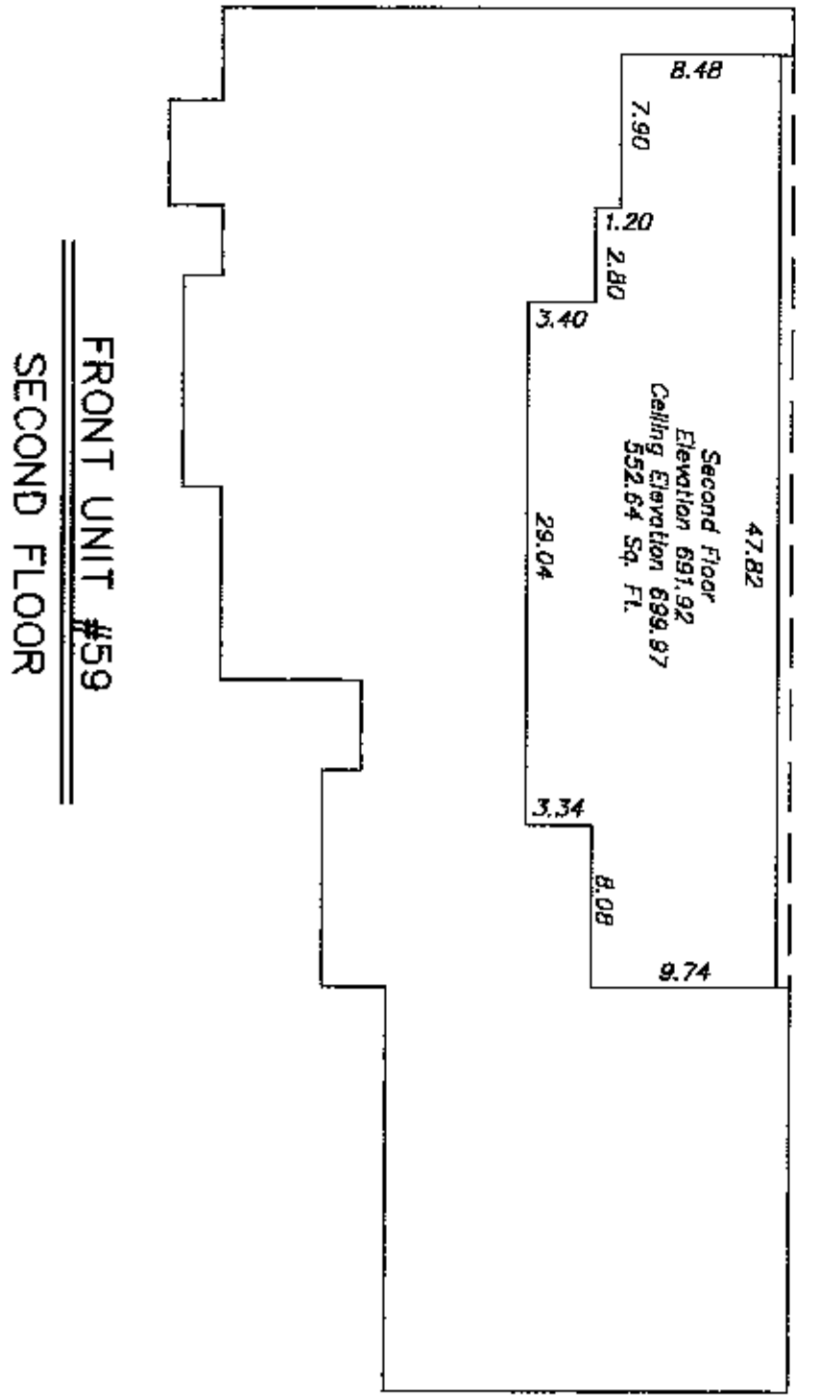 8.48
7.90
1.20
2.80
3.40
47.82
Second Floor
Elevation 691.92
Ceiling Elevation 699.97
552.64 Sq. Ft.
29.04
3.34
8.08
9.74
FRONT UNIT #59
SECOND FLOOR